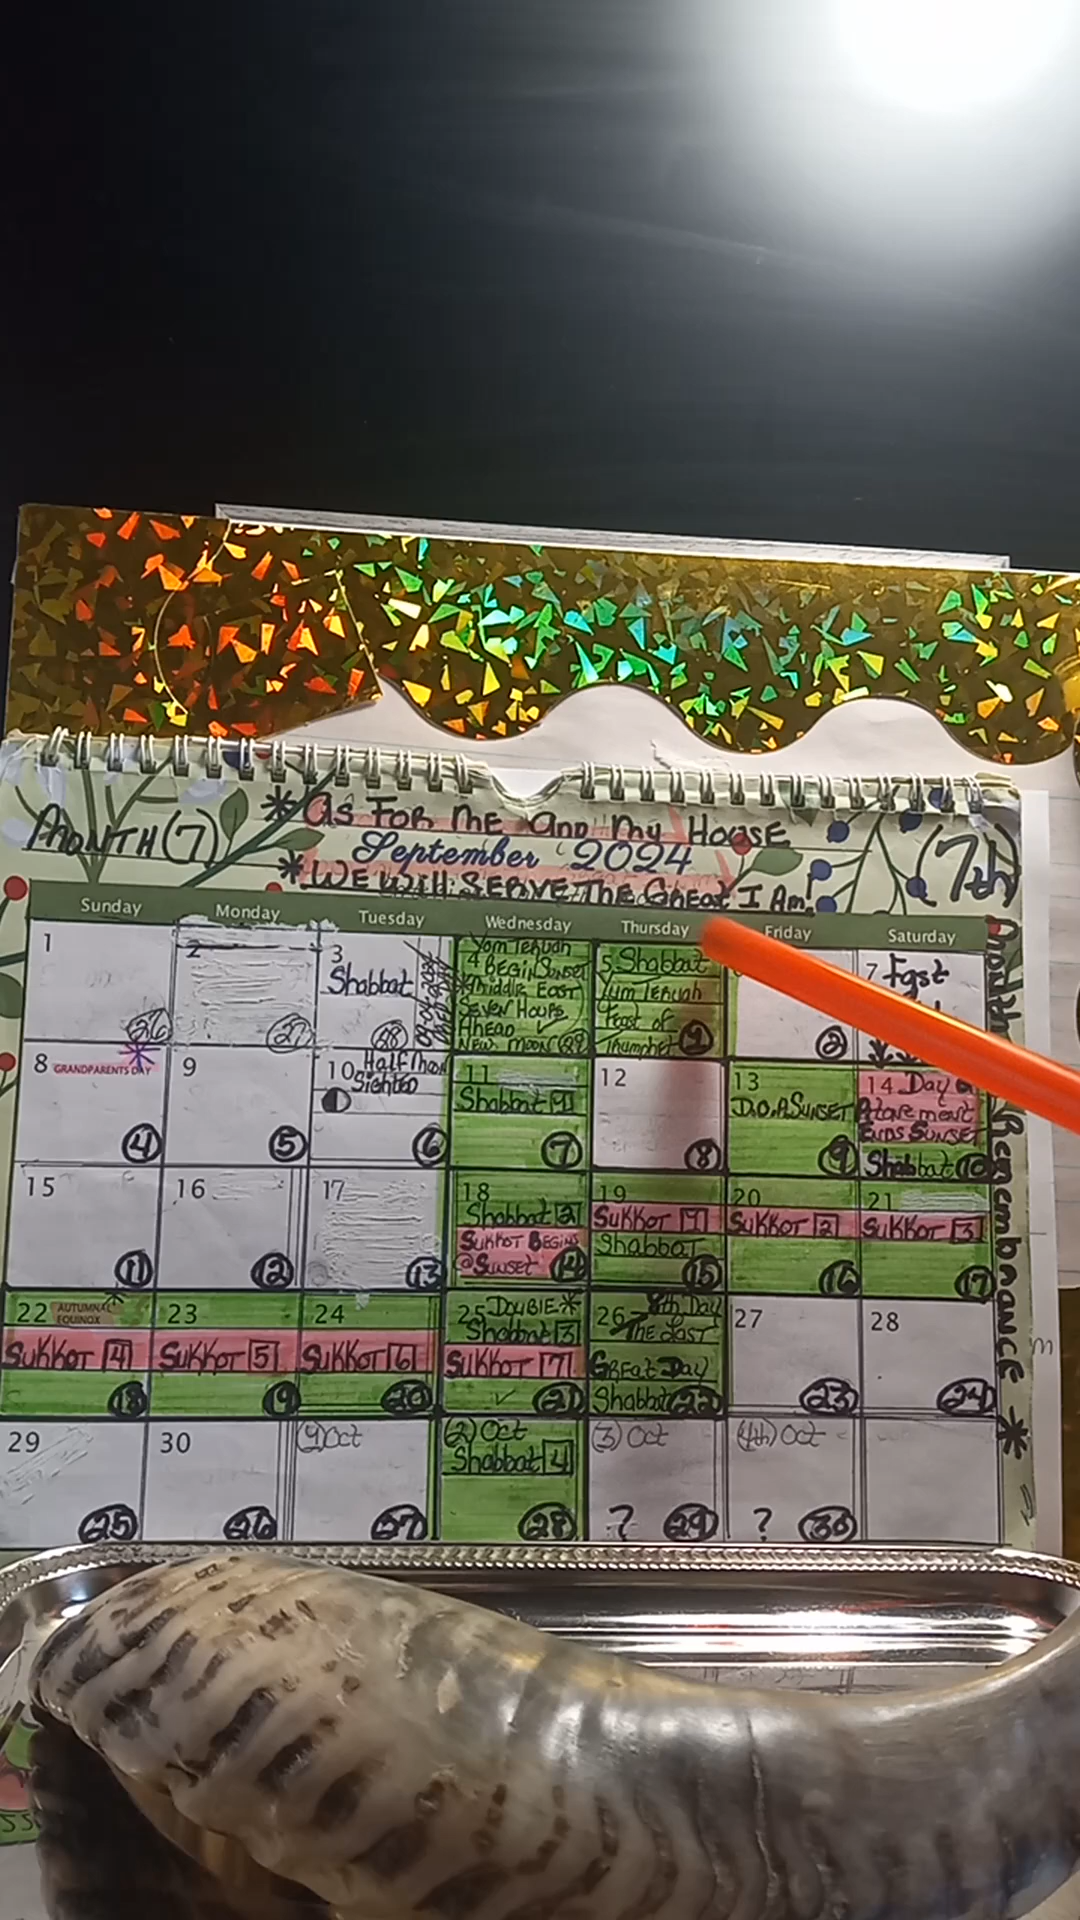 * As For Me and My House
MONTH (7)
September 2024
(7th)
* WE Will SERVE The Great I Am!
Sunday Monday Tuesday Wednesday Thursday Friday Saturday
1
26
2
27
3
Shabbat
28
Yom Teruah
4 BEGIN SUNSET
Middle East
SEVEN HOURS
Ahead ✓
New Moon 29
5 Shabbat
Yum Teruah
Feast of
Thumphet 1
2
7 Fast
8 GRANDPARENTS DAY
4
9
5
10 Half Moon
Sighted
6
11
Shabbat 1
7
12
8
13
D.O.A SUNSET
9
14 Day of
Atonement
Ends Sunset
Shabbat 10
15
11
16
12
17
13
18
Shabbat 2
SUKKOT BEGINS
@Sunset 14
19
SUKKOT 1
Shabbat
15
20
SUKKOT 2
16
21
SUKKOT 3
17
22 AUTUMNAL
EQUINOX
SUKKOT 4
18
23
SUKKOT 5
19
24
SUKKOT 6
20
25 DOUBLE *
Shabbat 3
SUKKOT 7
✓ 21
26 8th Day
The Last
Great Day
Shabbat 22
27
23
28
24
29
25
30
26
(1) Oct
27
(2) Oct
Shabbat 4
28
(3) Oct
? 29
(4th) Oct
? 30
Remembrance *